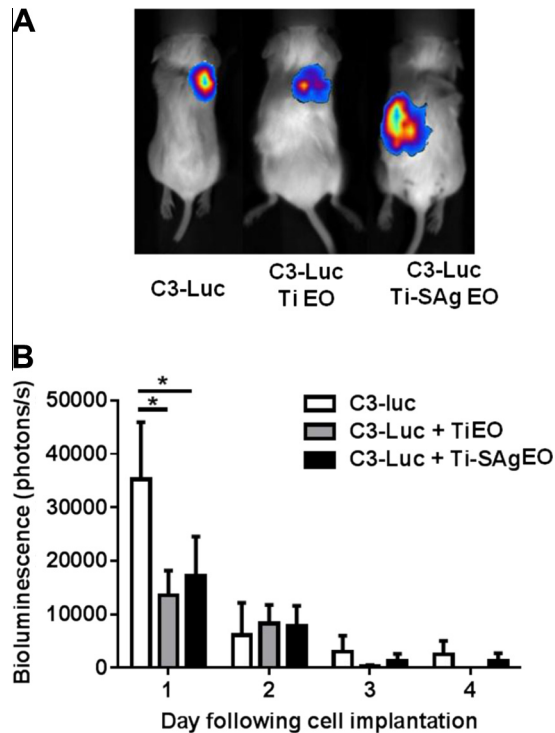 A
C3-Luc
C3-Luc
Ti EO
C3-Luc
Ti-SAg EO
B
Bioluminescence (photons/s)
50000
40000
30000
20000
10000
0
*
*
C3-luc
C3-Luc + TiEO
C3-Luc + Ti-SAgEO
1 2 3 4
Day following cell implantation